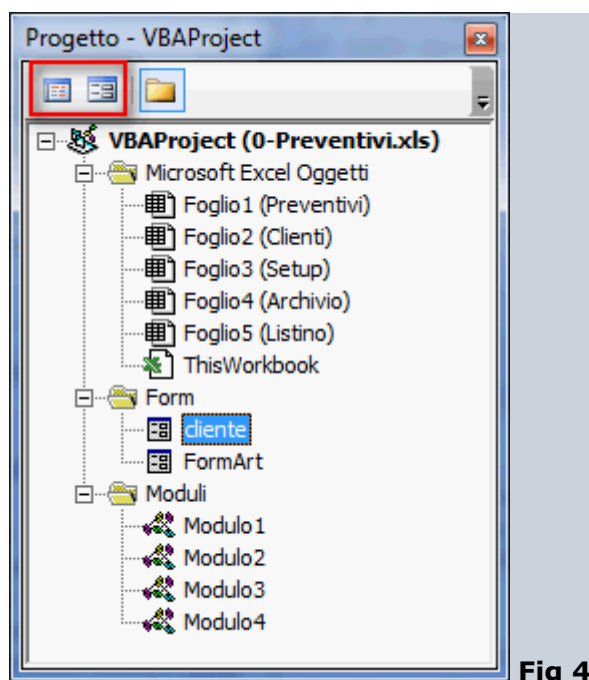 Progetto - VBAProject
VBAProject (0-Preventivi.xls)
Microsoft Excel Oggetti
Foglio1 (Preventivi)
Foglio2 (Clienti)
Foglio3 (Setup)
Foglio4 (Archivio)
Foglio5 (Listino)
ThisWorkbook
Form
cliente
FormArt
Moduli
Modulo1
Modulo2
Modulo3
Modulo4
Fig 4